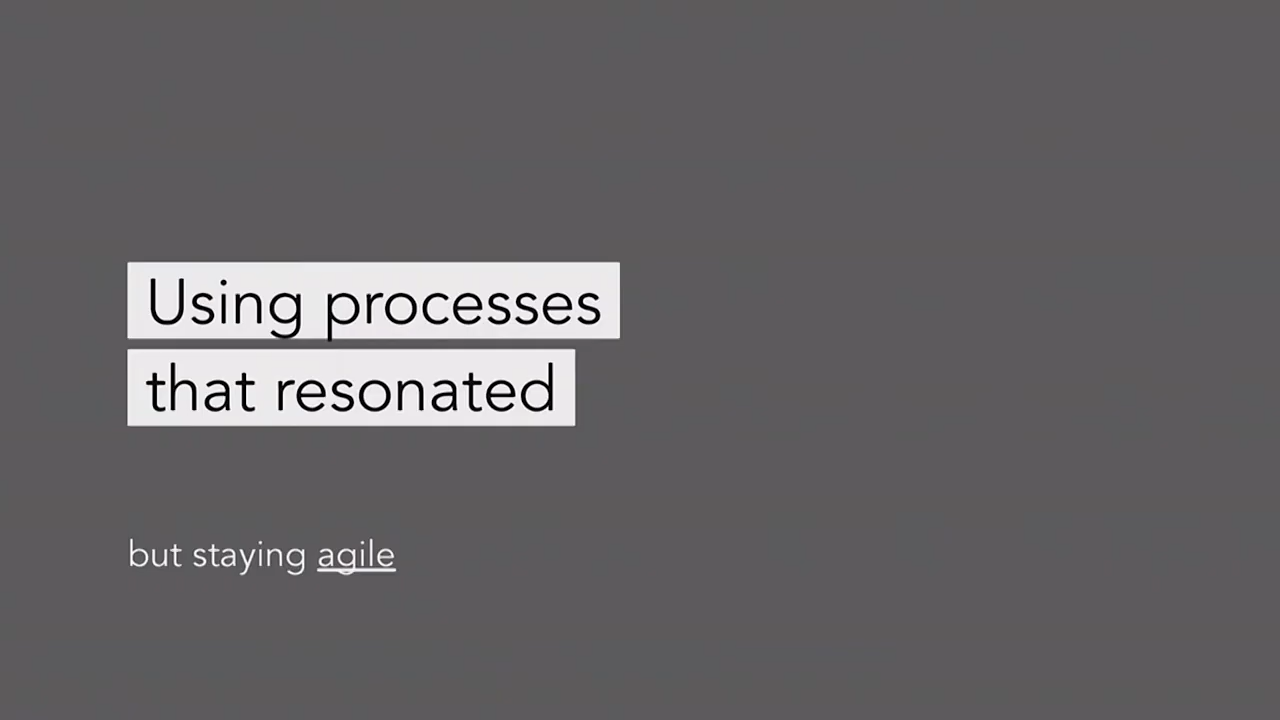 Using processes
that resonated
but staying agile